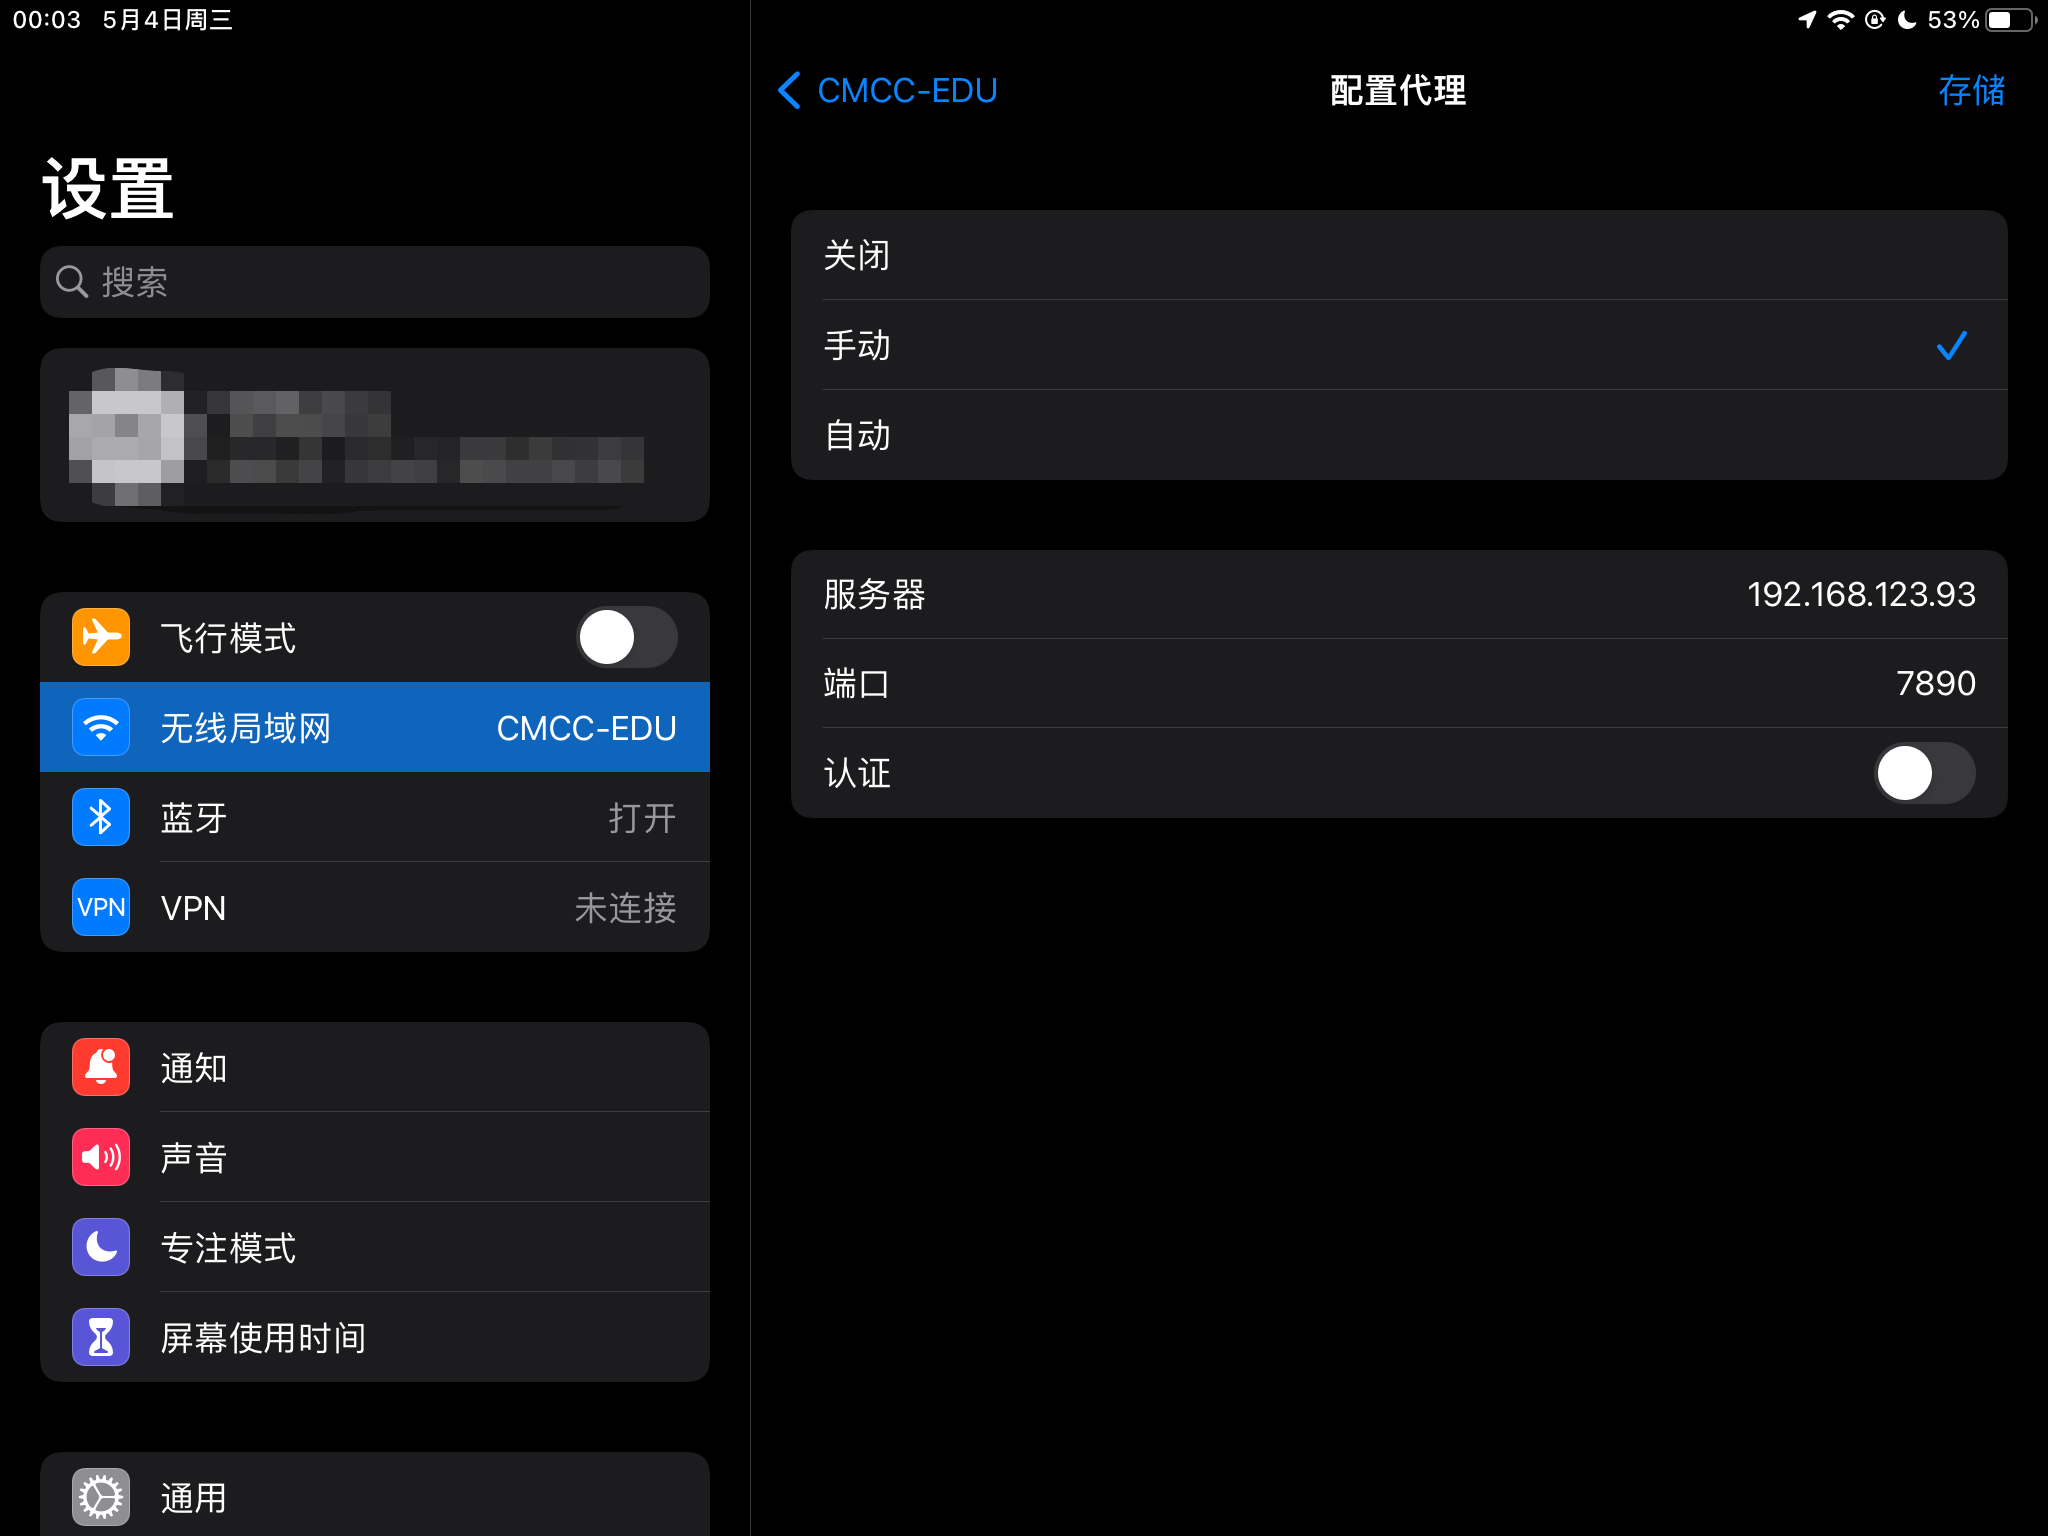 00:03 5月4日周三
53%
设置
搜索
飞行模式
无线局域网 CMCC-EDU
蓝牙 打开
VPN VPN 未连接
通知
声音
专注模式
屏幕使用时间
通用
CMCC-EDU 配置代理 存储
关闭
手动
自动
服务器 192.168.123.93
端口 7890
认证